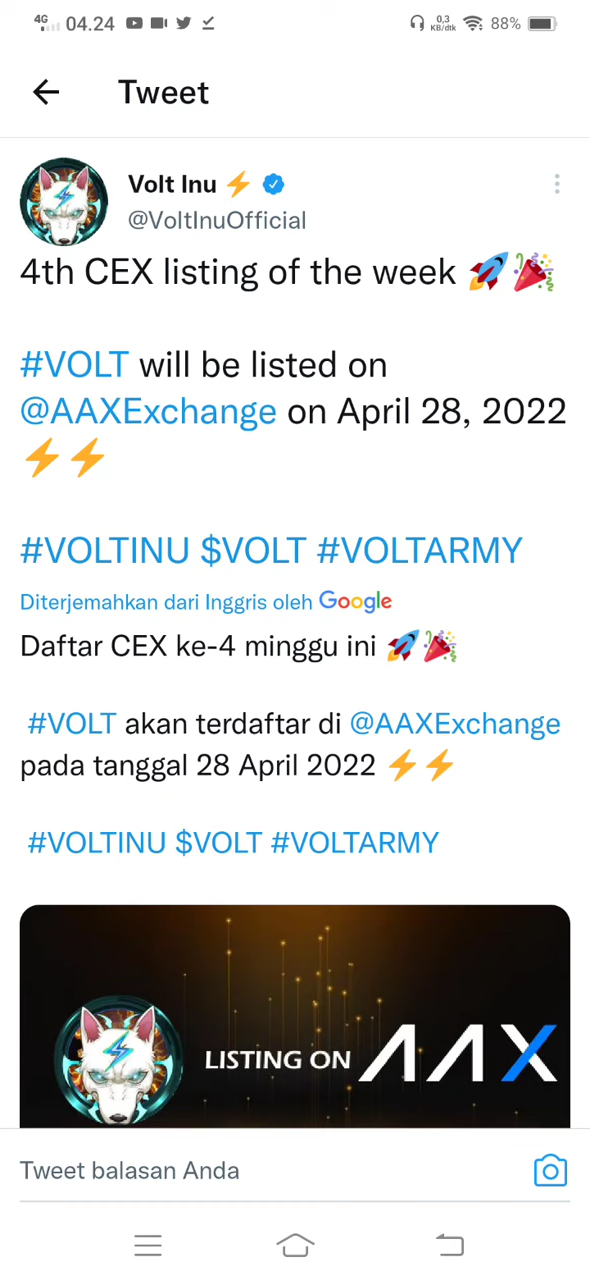 4G 04.24 0,3 KB/dtk 88%
Tweet
Volt Inu ⚡
@VoltInuOfficial
4th CEX listing of the week 🚀🎉
#VOLT will be listed on
@AAXExchange on April 28, 2022
⚡⚡
#VOLTINU $VOLT #VOLTARMY
Diterjemahkan dari Inggris oleh Google
Daftar CEX ke-4 minggu ini 🚀🎉
#VOLT akan terdaftar di @AAXExchange
pada tanggal 28 April 2022 ⚡⚡
#VOLTINU $VOLT #VOLTARMY
LISTING ON AAX
Tweet balasan Anda